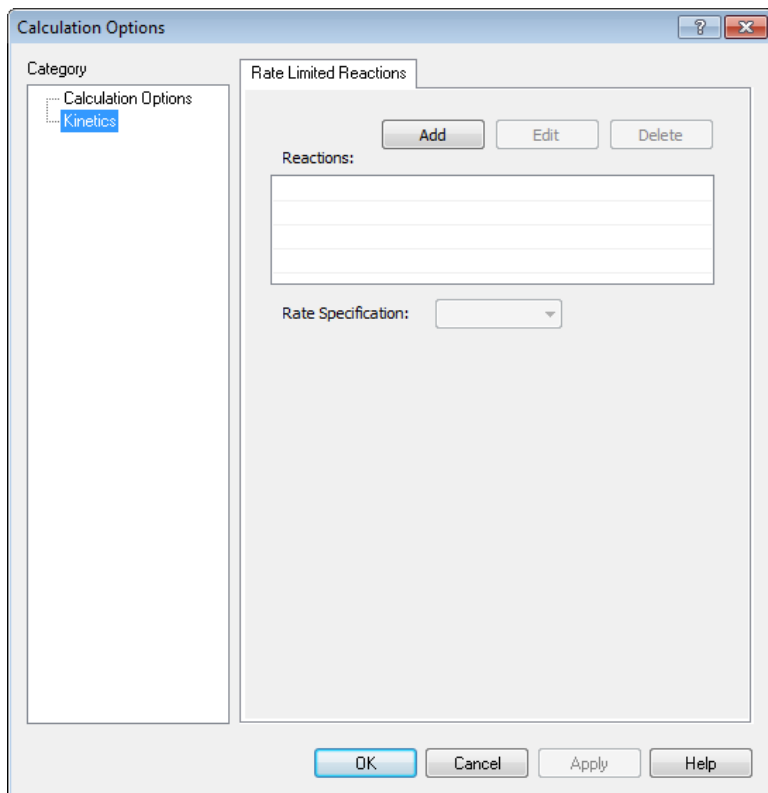 Calculation Options
Category
Calculation Options
Kinetics
Rate Limited Reactions
Add Edit Delete
Reactions:
Rate Specification:
OK Cancel Apply Help